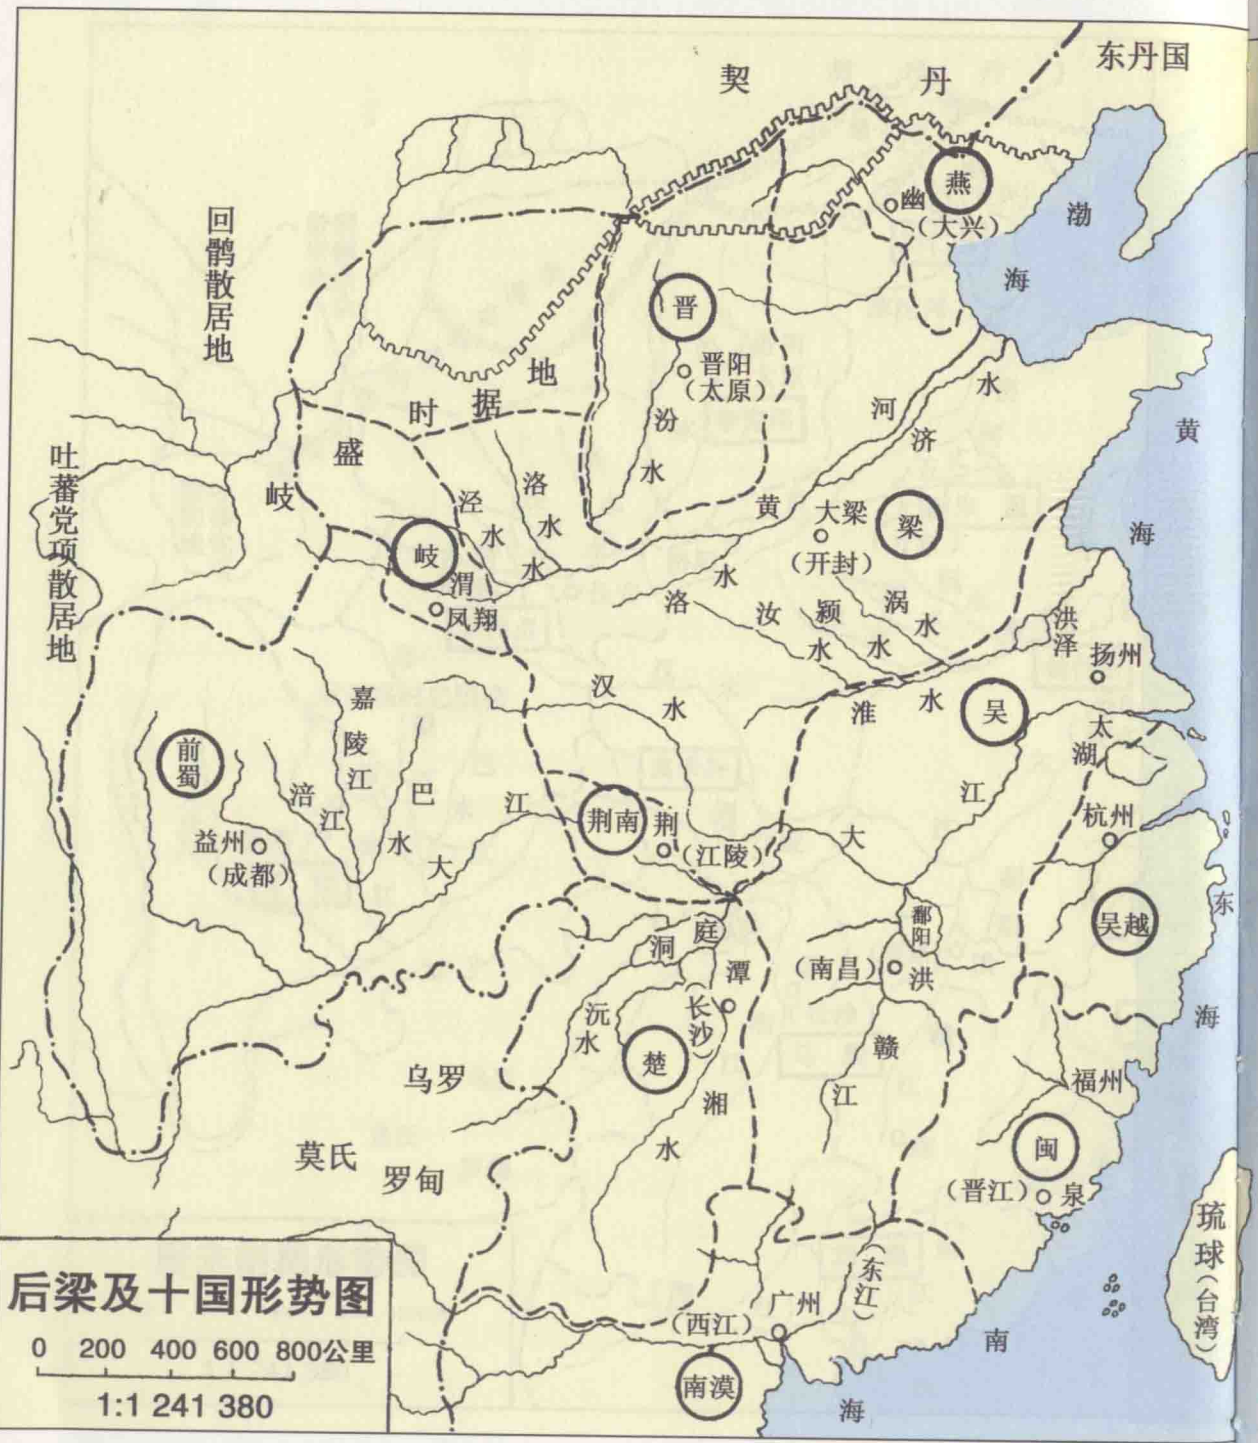 契丹
东丹国
燕
幽
(大兴)
渤海
回鹘散居地
晋
晋阳
(太原)
汾水
时据地
盛
岐
吐蕃党项散居地
岐
泾水
洛水
渭水
凤翔
黄河
济水
大梁
(开封)
梁
黄海
洛水
汝水
颍水
涡水
洪泽
扬州
淮水
吴
汉水
嘉陵江
涪江
巴水
大江
前蜀
益州
(成都)
荆南
荆
(江陵)
大江
太湖
杭州
吴越
东海
鄱阳
(南昌)
洪
洞庭
潭
(长沙)
沅水
楚
湘水
赣江
乌罗
莫氏
罗甸
福州
闽
(晋江)
泉
琉球(台湾)
(东江)
广州
(西江)
南漠
南海
后梁及十国形势图
0 200 400 600 800公里
1:1 241 380